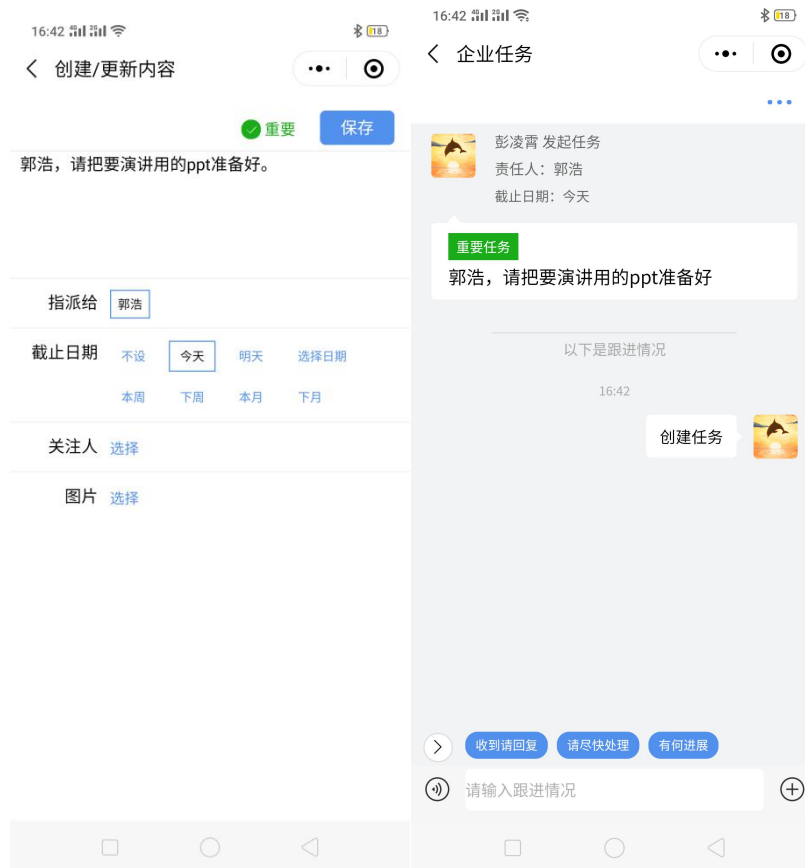 16:42
18
创建/更新内容
重要
保存
郭浩，请把要演讲用的ppt准备好。
指派给 郭浩
截止日期 不设 今天 明天 选择日期
本周 下周 本月 下月
关注人 选择
图片 选择
16:42
18
企业任务
彭凌霄 发起任务
责任人：郭浩
截止日期：今天
重要任务
郭浩，请把要演讲用的ppt准备好
以下是跟进情况
16:42
创建任务
收到请回复 请尽快处理 有何进展
请输入跟进情况